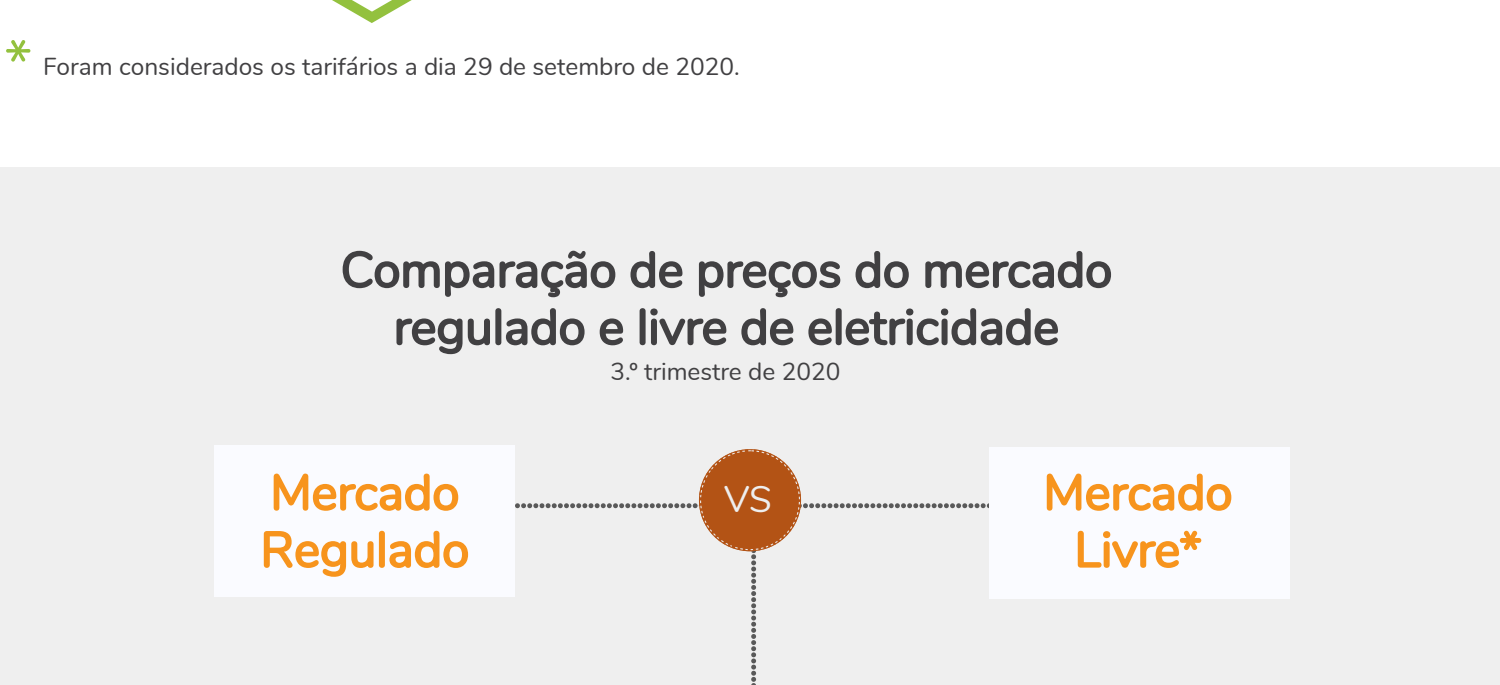 * Foram considerados os tarifários a dia 29 de setembro de 2020.
Comparação de preços do mercado
regulado e livre de eletricidade
3.º trimestre de 2020
Mercado
Regulado
VS
Mercado
Livre*